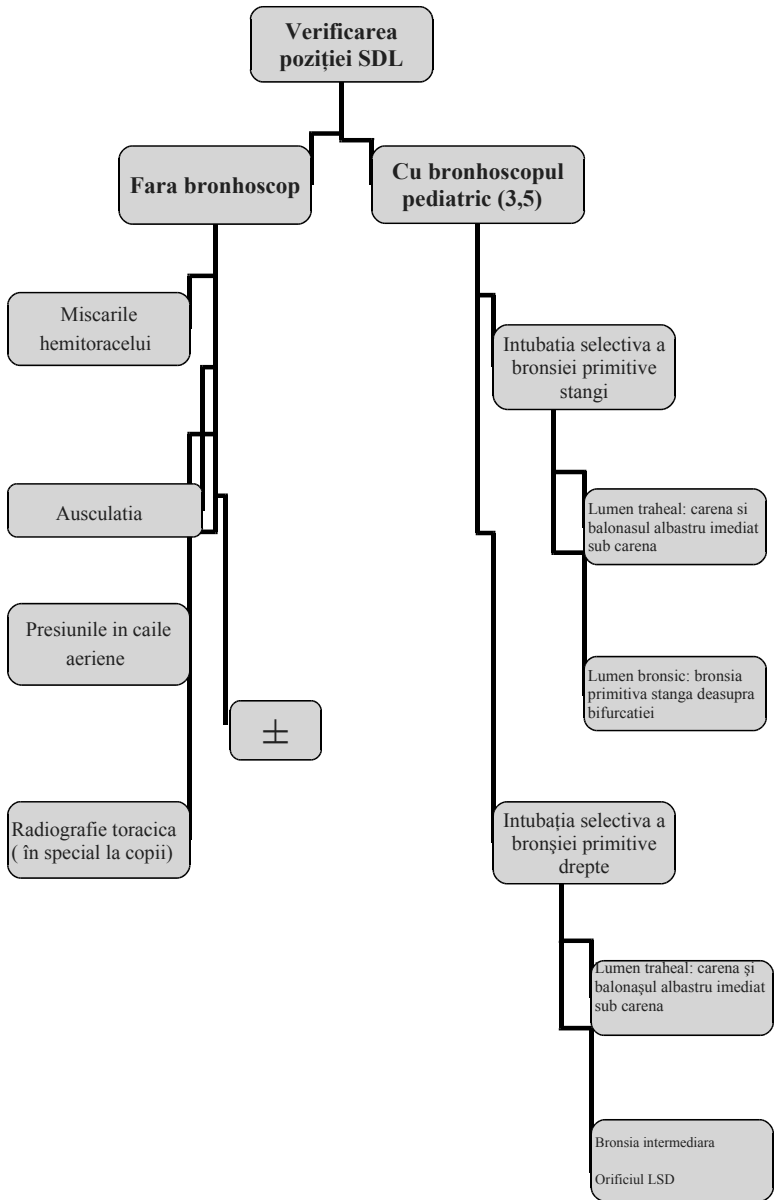 Verificarea
poziției SDL
Fara bronhoscop
Cu bronhoscopul
pediatric (3,5)
Miscarile
hemitoracelui
Ausculatia
Presiunile in caile
aeriene
±
Radiografie toracica
( în special la copii)
Intubatia selectiva a
bronsiei primitive
stangi
Lumen traheal: carena si
balonasul albastru imediat
sub carena
Lumen bronsic: bronsia
primitiva stanga deasupra
bifurcatiei
Intubația selectiva a
bronşiei primitive
drepte
Lumen traheal: carena şi
balonaşul albastru imediat
sub carena
Bronsia intermediara
Orificiul LSD